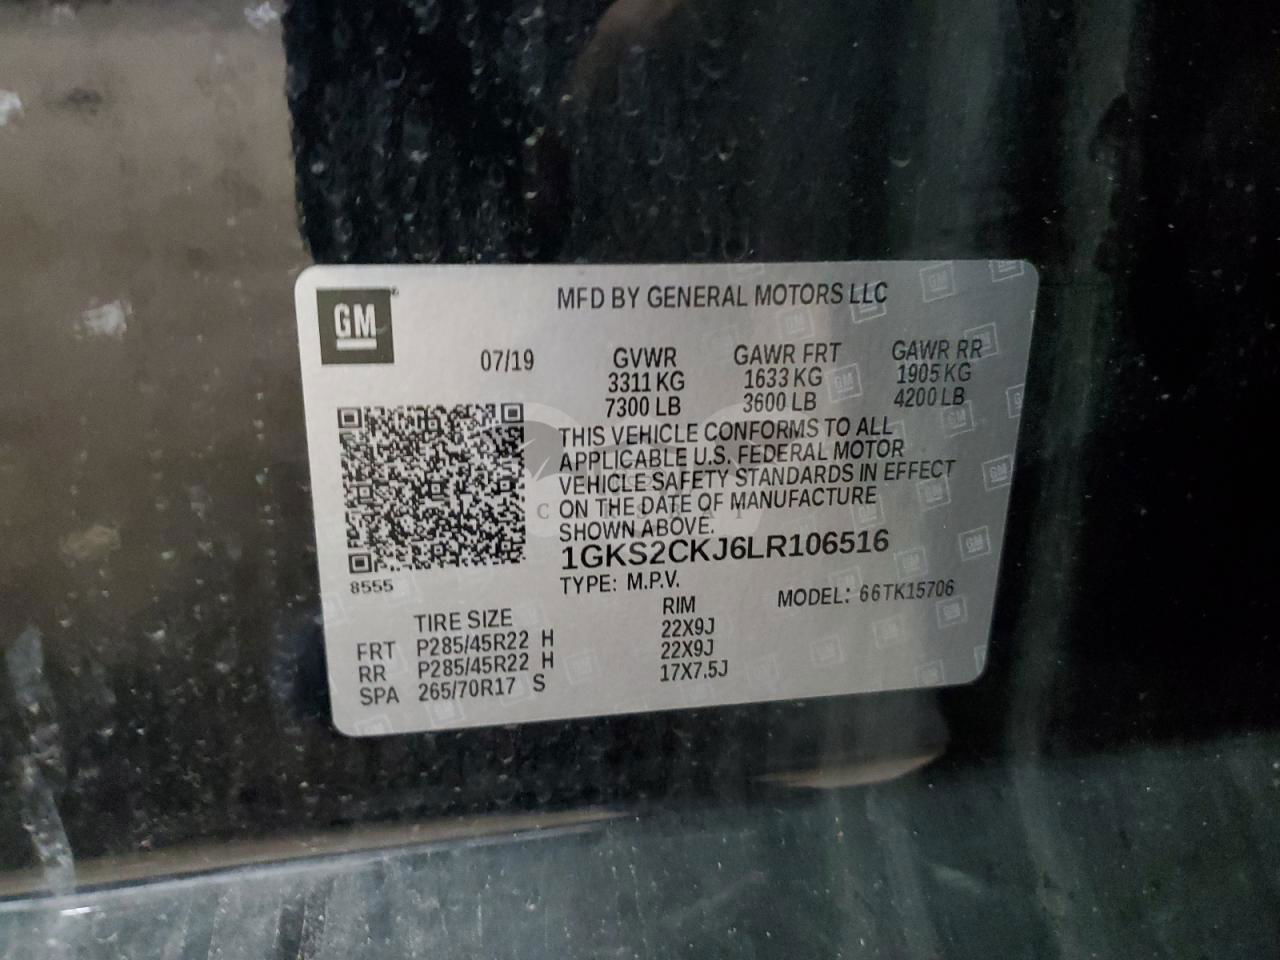 GM
MFD BY GENERAL MOTORS LLC
07/19
GVWR GAWR FRT GAWR RR
3311 KG 1633 KG 1905 KG
7300 LB 3600 LB 4200 LB
THIS VEHICLE CONFORMS TO ALL
APPLICABLE U.S. FEDERAL MOTOR
VEHICLE SAFETY STANDARDS IN EFFECT
ON THE DATE OF MANUFACTURE
SHOWN ABOVE.
1GKS2CKJ6LR106516
8555
TYPE: M.P.V.
MODEL: 66TK15706
TIRE SIZE RIM
FRT P285/45R22 H 22X9J
RR P285/45R22 H 22X9J
SPA 265/70R17 S 17X7.5J